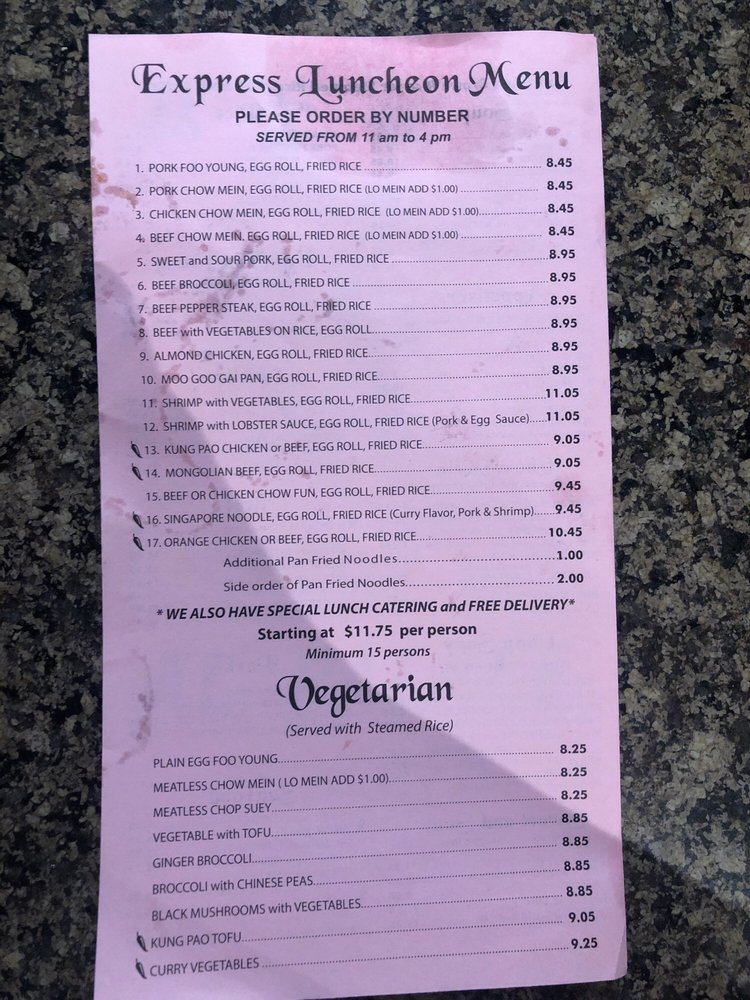 Express Luncheon Menu
PLEASE ORDER BY NUMBER
SERVED FROM 11 am to 4 pm
1. PORK FOO YOUNG, EGG ROLL, FRIED RICE 8.45
2. PORK CHOW MEIN, EGG ROLL, FRIED RICE (LO MEIN ADD $1.00) 8.45
3. CHICKEN CHOW MEIN, EGG ROLL, FRIED RICE (LO MEIN ADD $1.00) 8.45
4. BEEF CHOW MEIN, EGG ROLL, FRIED RICE (LO MEIN ADD $1.00) 8.45
5. SWEET and SOUR PORK, EGG ROLL, FRIED RICE 8.95
6. BEEF BROCCOLI, EGG ROLL, FRIED RICE 8.95
7. BEEF PEPPER STEAK, EGG ROLL, FRIED RICE 8.95
8. BEEF with VEGETABLES ON RICE, EGG ROLL 8.95
9. ALMOND CHICKEN, EGG ROLL, FRIED RICE 8.95
10. MOO GOO GAI PAN, EGG ROLL, FRIED RICE 8.95
11. SHRIMP with VEGETABLES, EGG ROLL, FRIED RICE 11.05
12. SHRIMP with LOBSTER SAUCE, EGG ROLL, FRIED RICE (Pork & Egg Sauce) 11.05
13. KUNG PAO CHICKEN or BEEF, EGG ROLL, FRIED RICE 9.05
14. MONGOLIAN BEEF, EGG ROLL, FRIED RICE 9.05
15. BEEF OR CHICKEN CHOW FUN, EGG ROLL, FRIED RICE 9.45
16. SINGAPORE NOODLE, EGG ROLL, FRIED RICE (Curry Flavor, Pork & Shrimp) 9.45
17. ORANGE CHICKEN OR BEEF, EGG ROLL, FRIED RICE 10.45
Additional Pan Fried Noodles 1.00
Side order of Pan Fried Noodles 2.00
* WE ALSO HAVE SPECIAL LUNCH CATERING and FREE DELIVERY*
Starting at $11.75 per person
Minimum 15 persons
Vegetarian
(Served with Steamed Rice)
PLAIN EGG FOO YOUNG 8.25
MEATLESS CHOW MEIN ( LO MEIN ADD $1.00) 8.25
MEATLESS CHOP SUEY 8.25
VEGETABLE with TOFU 8.85
GINGER BROCCOLI 8.85
BROCCOLI with CHINESE PEAS 8.85
BLACK MUSHROOMS with VEGETABLES 8.85
KUNG PAO TOFU 9.05
CURRY VEGETABLES 9.25